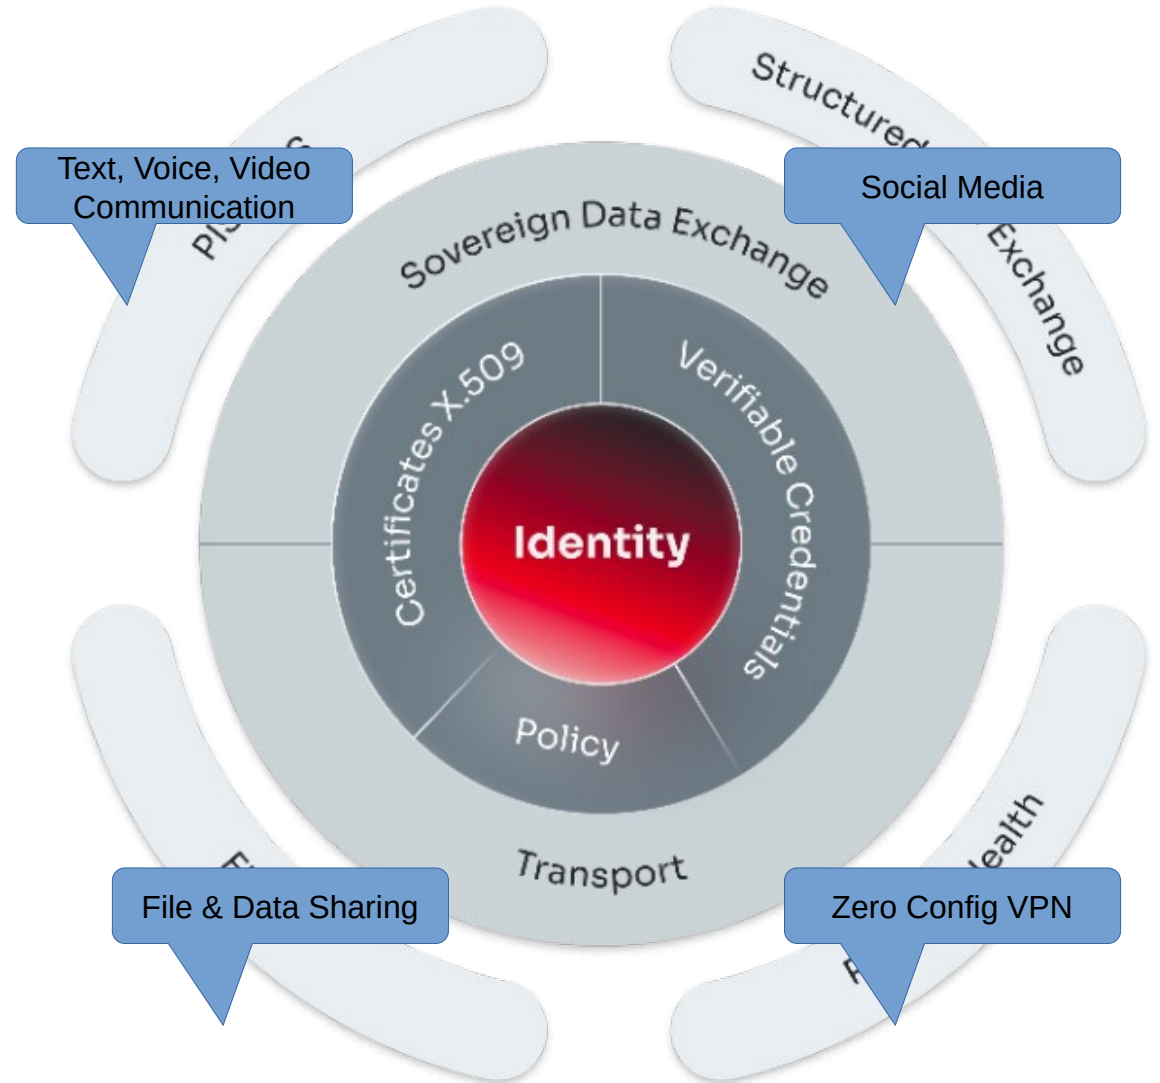 Structured
Exchange
Text, Voice, Video
Communication
Social Media
Sovereign Data Exchange
Certificates X.509
Verifiable Credentials
Identity
Policy
Transport
File & Data Sharing
Zero Config VPN